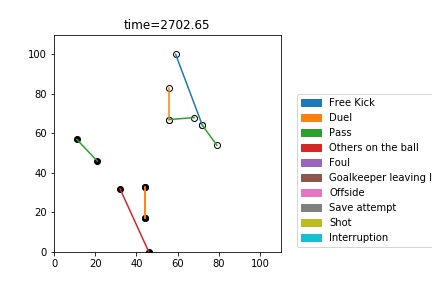 time=2702.65
100
80
60
40
20
0
0 20 40 60 80 100
Free Kick
Duel
Pass
Others on the ball
Foul
Goalkeeper leaving l
Offside
Save attempt
Shot
Interruption